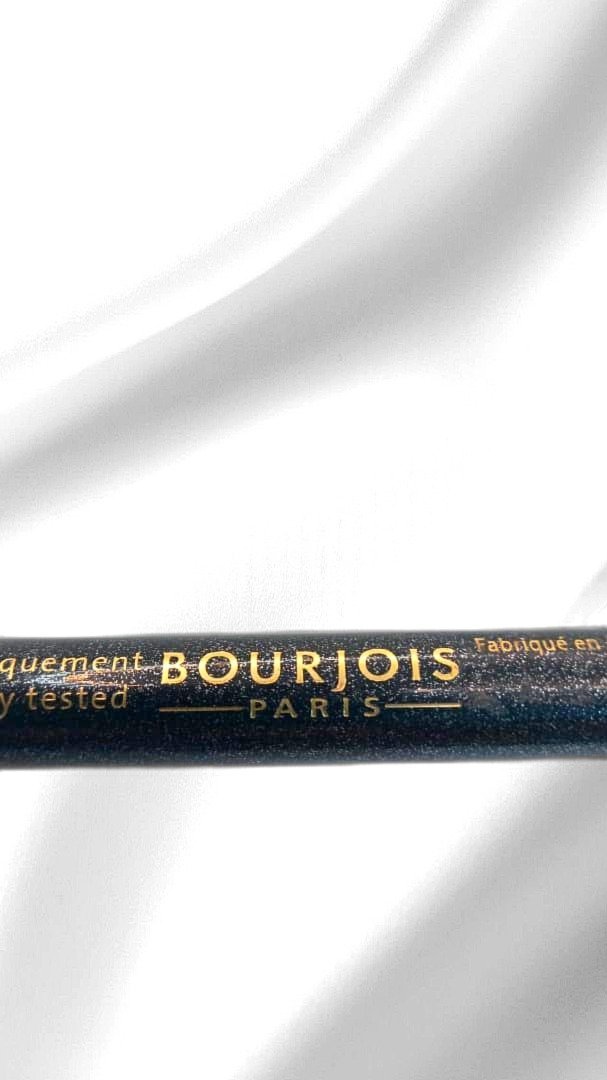 quement
y tested
BOURJOIS
PARIS
Fabriqué en